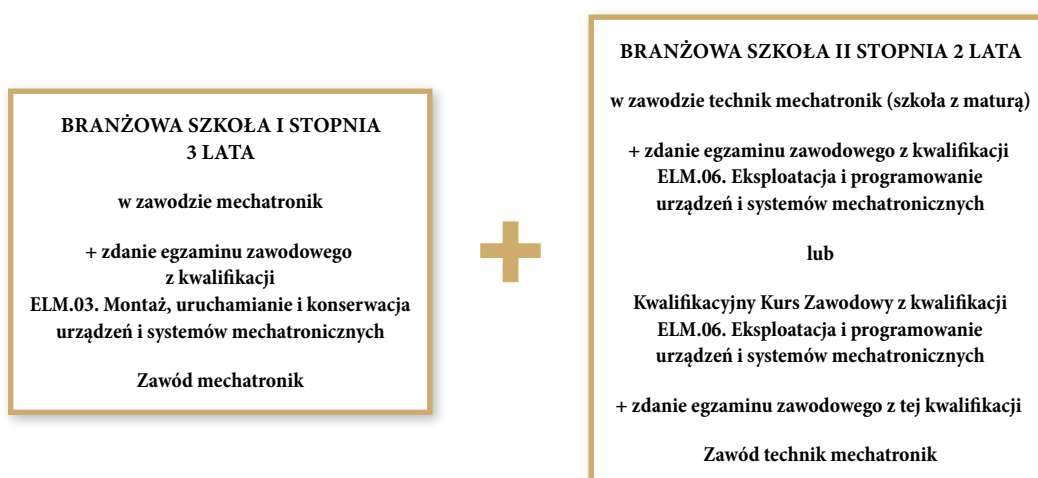 BRANŻOWA SZKOŁA I STOPNIA
3 LATA
w zawodzie mechatronik
+ zdanie egzaminu zawodowego
z kwalifikacji
ELM.03. Montaż, uruchamianie i konserwacja
urządzeń i systemów mechatronicznych
Zawód mechatronik
+
BRANŻOWA SZKOŁA II STOPNIA 2 LATA
w zawodzie technik mechatronik (szkoła z maturą)
+ zdanie egzaminu zawodowego z kwalifikacji
ELM.06. Eksploatacja i programowanie
urządzeń i systemów mechatronicznych
lub
Kwalifikacyjny Kurs Zawodowy z kwalifikacji
ELM.06. Eksploatacja i programowanie
urządzeń i systemów mechatronicznych
+ zdanie egzaminu zawodowego z tej kwalifikacji
Zawód technik mechatronik